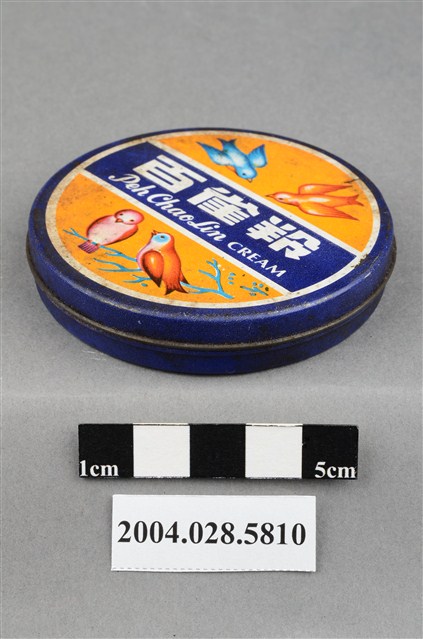 百雀羚
Peh Chao Lin CREAM
1cm 5cm
2004.028.5810